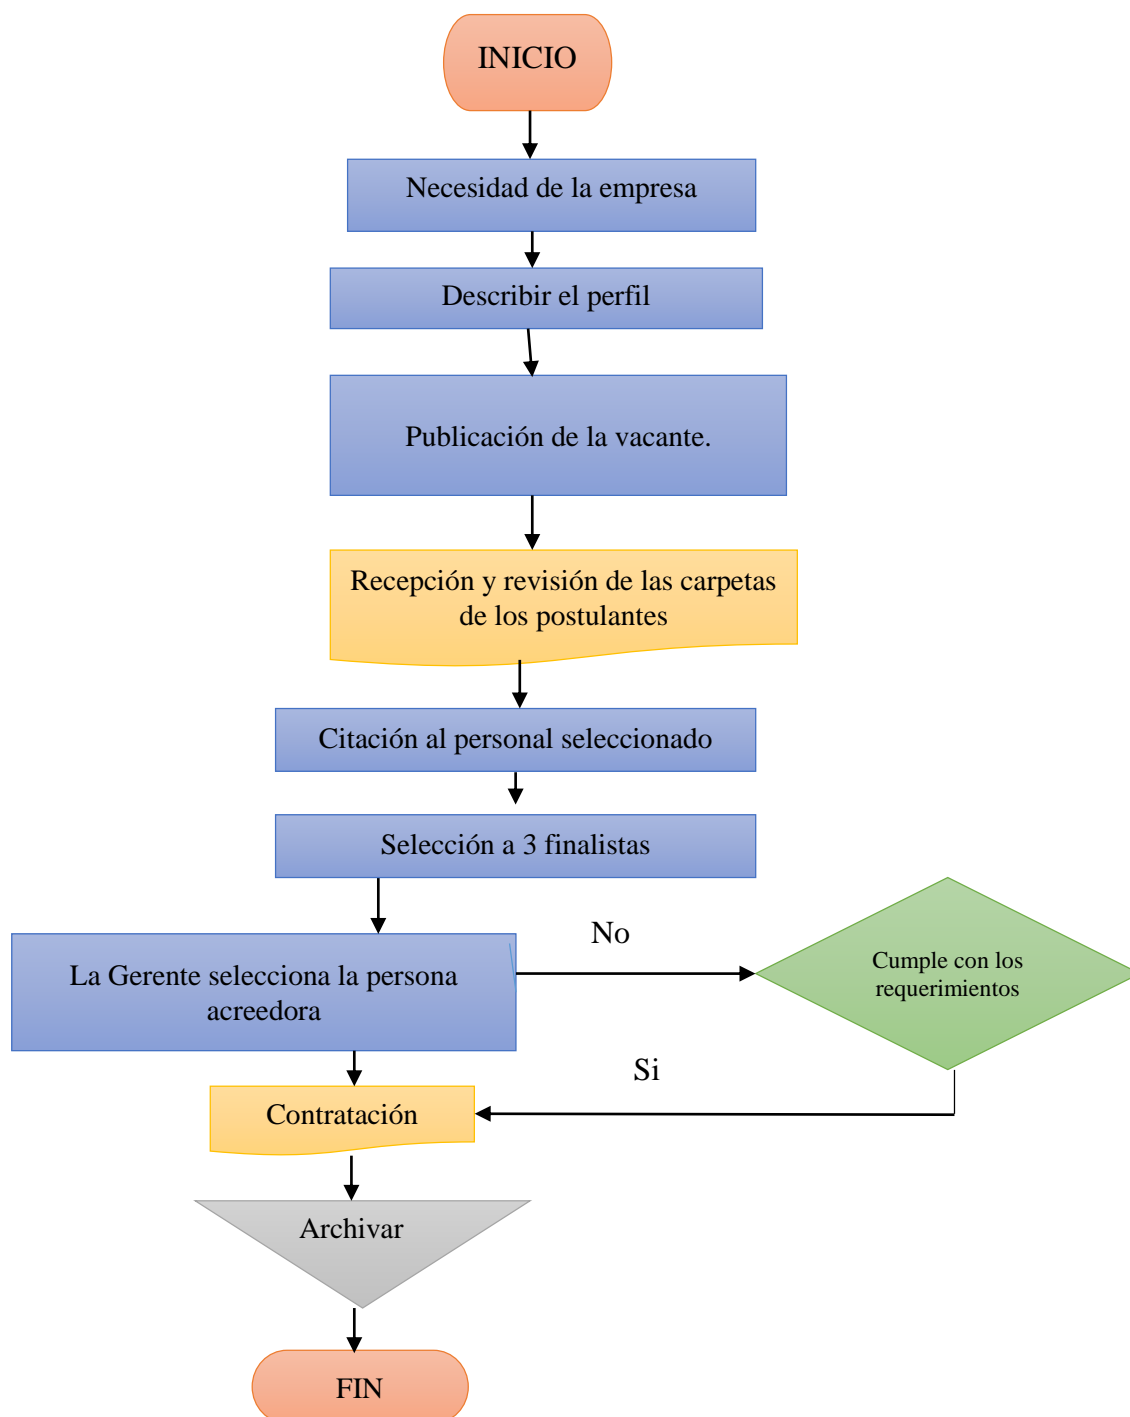 INICIO
Necesidad de la empresa
Describir el perfil
Publicación de la vacante.
Recepción y revisión de las carpetas
de los postulantes
Citación al personal seleccionado
Selección a 3 finalistas
No
La Gerente selecciona la persona
acreedora
Cumple con los
requerimientos
Si
Contratación
Archivar
FIN